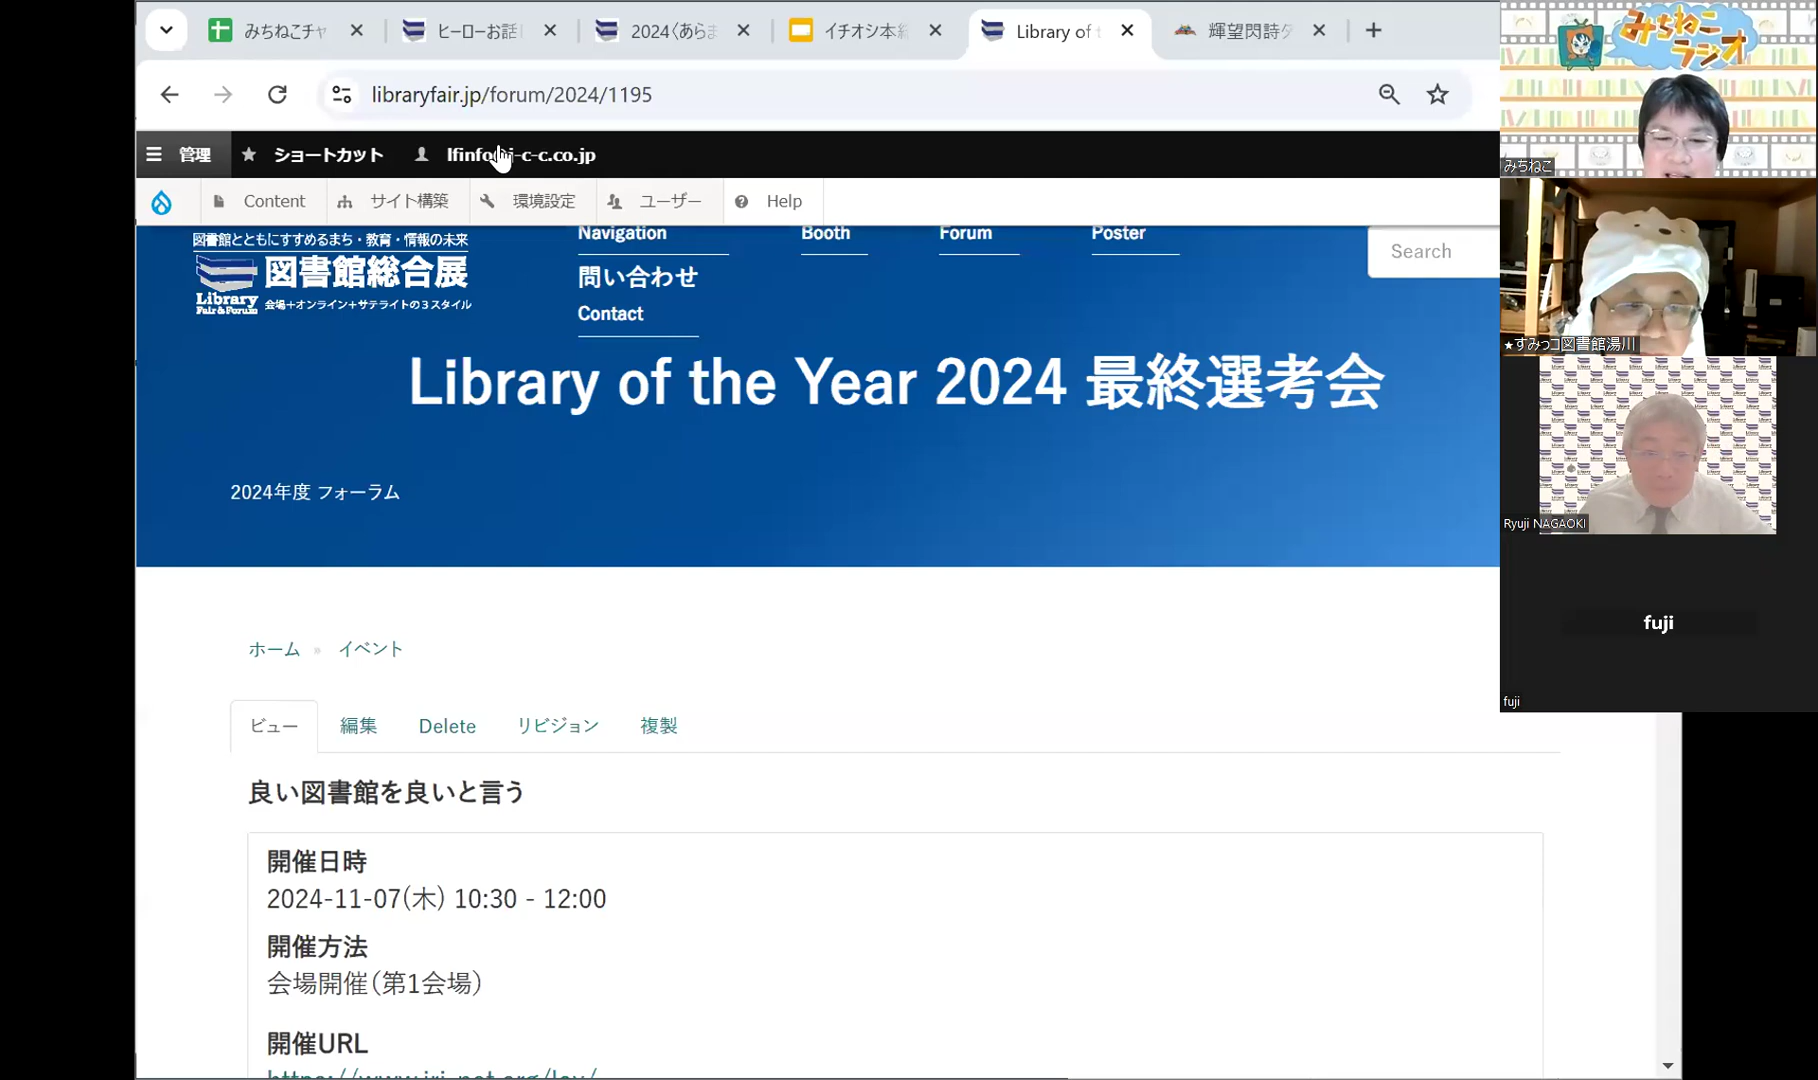 みちねこチャ
ヒーローお話
2024〈あらま
イチオシ本
Library of t
輝望閃詩タ
libraryfair.jp/forum/2024/1195
管理
ショートカット
-c-c.co.jp
Content
サイト構築
環境設定
ユーザー
Help
図書館とともにすすめるまち・教育・情報の未来
Library Fair & Forum
図書館総合展
会場+オンライン+サテライトの3スタイル
Navigation
Booth
Forum
Poster
問い合わせ
Contact
Search
Library of the Year 2024 最終選考会
2024年度 フォーラム
ホーム » イベント
ビュー
編集
Delete
リビジョン
複製
良い図書館を良いと言う
開催日時
2024-11-07(木) 10:30 - 12:00
開催方法
会場開催(第1会場)
開催URL
みちねこラジオ
みちねこ
★すみっコ図書館湯川
Ryuji NAGAOKI
fuji
fuji